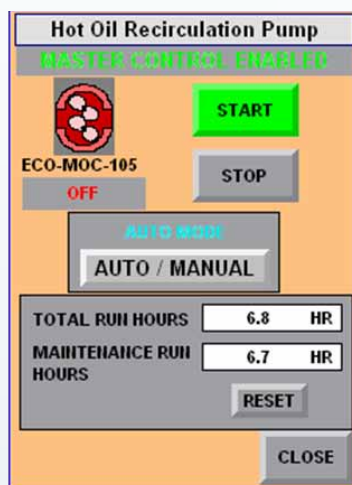 Hot Oil Recirculation Pump
MASTER CONTROL ENABLED
START
ECO-MOC-105
STOP
OFF
AUTO MODE
AUTO / MANUAL
TOTAL RUN HOURS 6.8 HR
MAINTENANCE RUN 6.7 HR
HOURS
RESET
CLOSE